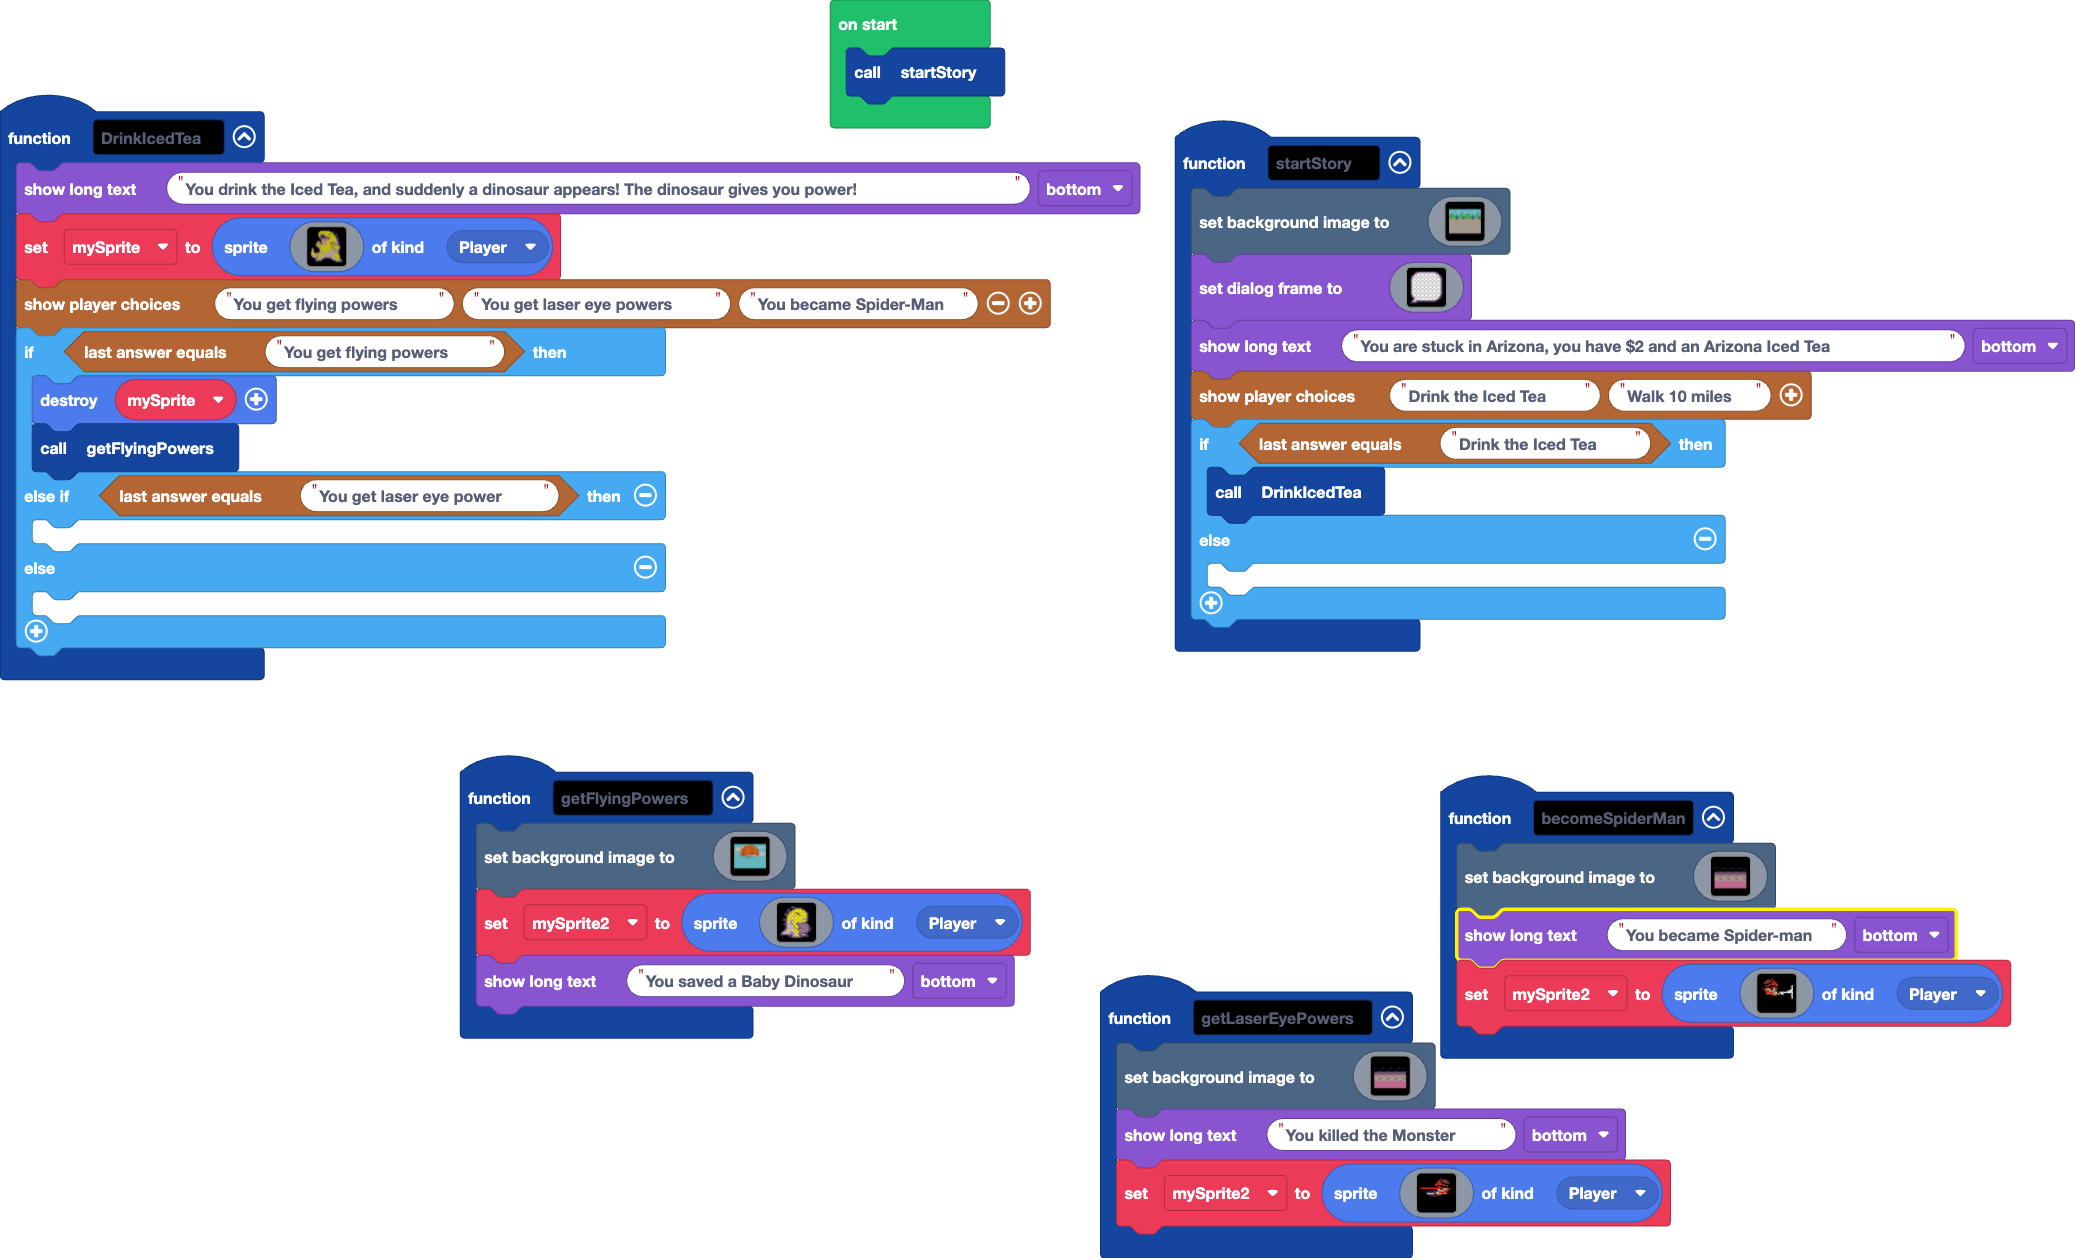 on start
call startStory
function DrinkIcedTea
show long text "You drink the Iced Tea, and suddenly a dinosaur appears! The dinosaur gives you power!" bottom
set mySprite to sprite of kind Player
show player choices "You get flying powers" "You get laser eye powers" "You became Spider-Man"
if last answer equals "You get flying powers" then
destroy mySprite
call getFlyingPowers
else if last answer equals "You get laser eye power" then
else
function startStory
set background image to
set dialog frame to
show long text "You are stuck in Arizona, you have $2 and an Arizona Iced Tea" bottom
show player choices "Drink the Iced Tea" "Walk 10 miles"
if last answer equals "Drink the Iced Tea" then
call DrinkIcedTea
else
function getFlyingPowers
set background image to
set mySprite2 to sprite of kind Player
show long text "You saved a Baby Dinosaur" bottom
function becomeSpiderMan
set background image to
show long text "You became Spider-man" bottom
set mySprite2 to sprite of kind Player
function getLaserEyePowers
set background image to
show long text "You killed the Monster" bottom
set mySprite2 to sprite of kind Player